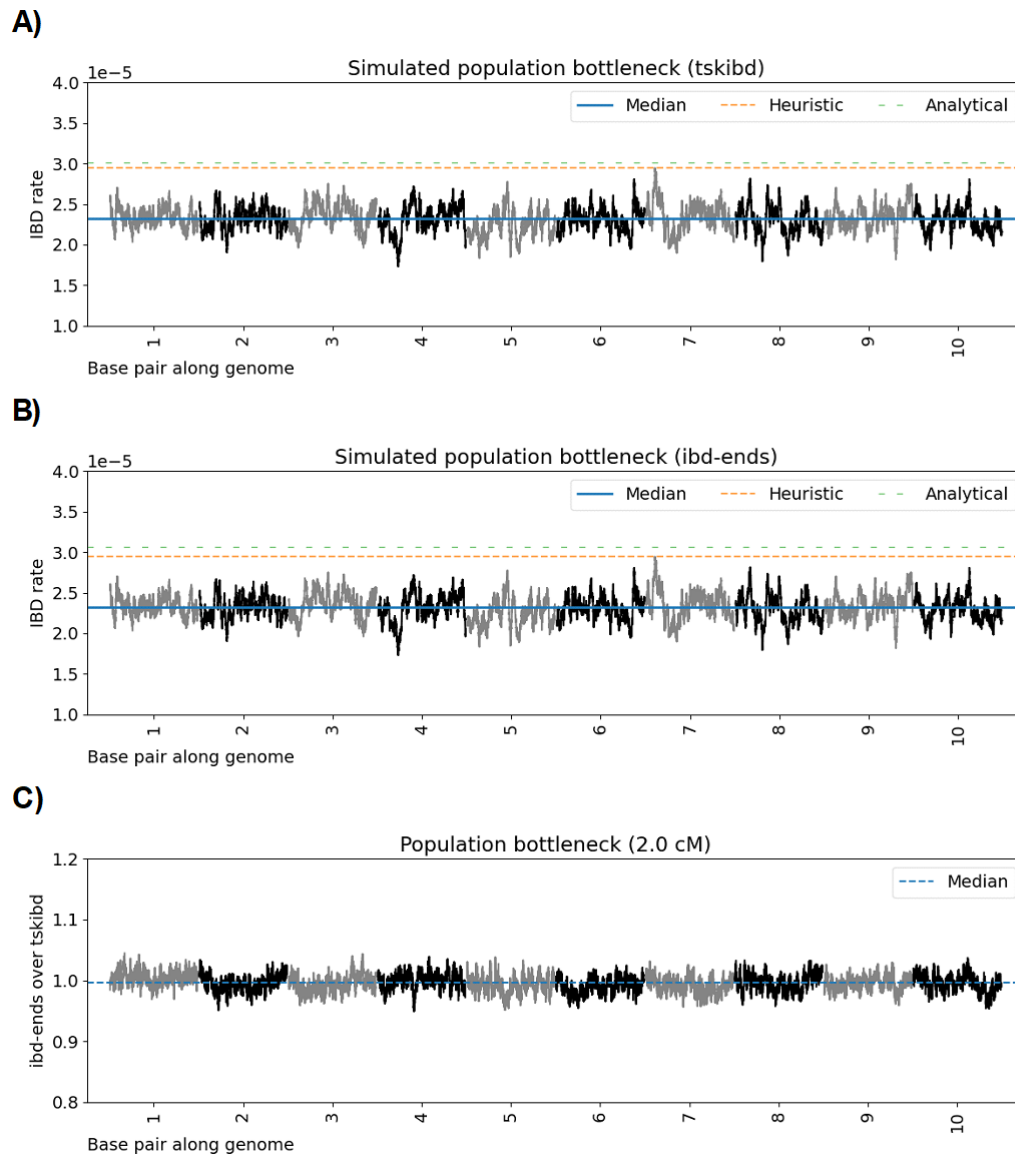 A)
Simulated population bottleneck (tskibd)
1e−5
Median Heuristic Analytical
4.0
3.5
3.0
2.5
2.0
1.5
1.0
IBD rate
1 2 3 4 5 6 7 8 9 10
Base pair along genome
B)
Simulated population bottleneck (ibd-ends)
1e−5
Median Heuristic Analytical
4.0
3.5
3.0
2.5
2.0
1.5
1.0
IBD rate
1 2 3 4 5 6 7 8 9 10
Base pair along genome
C)
Population bottleneck (2.0 cM)
Median
1.2
1.1
1.0
0.9
0.8
ibd-ends over tskibd
1 2 3 4 5 6 7 8 9 10
Base pair along genome